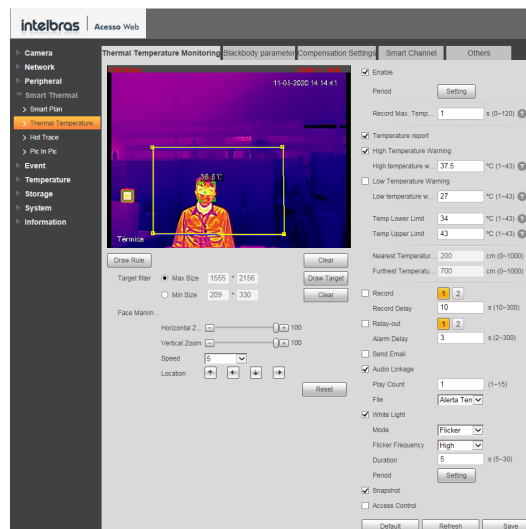 intelbras Acesso Web
Camera
Network
Peripheral
Smart Thermal
Smart Plan
Thermal Temperature...
Hot Trace
Pic In Pic
Event
Temperature
Storage
System
Information
Thermal Temperature Monitoring Blackbody parameter Compensation Settings Smart Channel Others
11-05-2020 14:14:41
36.5℃
Térmica
Draw Rule Clear
Target filter Max Size 1555 * 2156 Draw Target
Min Size 209 * 330 Clear
Face Markin...
Horizontal Z... 100
Vertical Zoom 100
Speed 5
Location
Reset
Enable
Period Setting
Record Max. Temp... 1 s (0~120)
Temperature report
High Temperature Warning
High temperature w... 37.5 ℃ (1~43)
Low Temperature Warning
Low temperature w... 27 ℃ (1~43)
Temp Lower Limit 34 ℃ (1~43)
Temp Upper Limit 43 ℃ (1~43)
Nearest Temperatur... 200 cm (0~1000)
Furthest Temperatu... 700 cm (0~1000)
Record 1 2
Record Delay 10 s (10~300)
Relay-out 1 2
Alarm Delay 3 s (2~300)
Send Email
Audio Linkage
Play Count 1 (1~15)
File Alerta Ten
White Light
Mode Flicker
Flicker Frequency High
Duration 5 s (5~30)
Period Setting
Snapshot
Access Control
Default Refresh Save